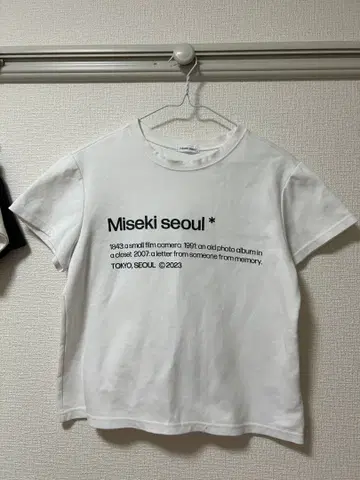 Miseki seoul *
1843:a small film camera. 1991: an old photo album in
a closet. 2007: a letter from someone from memory.
TOKYO, SEOUL ©2023